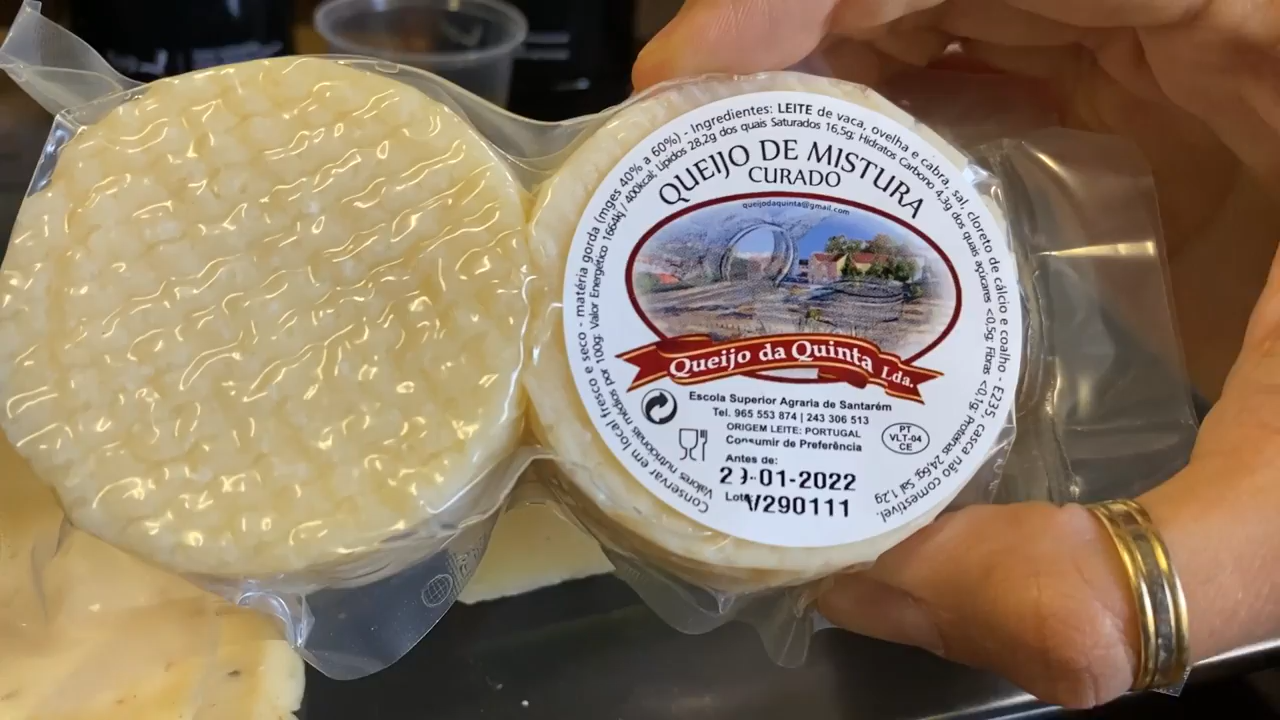 Conservar em local fresco e seco - matéria gorda (mges 40% a 60%) - Ingredientes: LEITE de vaca, ovelha e cabra, sal, cloreto de cálcio e coalho - E235, casca não comestível.
Valores nutricionais médios por 100g: Valor Energético 1664kj / 400kcal; Lípidos 28,2g dos quais Saturados 16,5g; Hidratos Carbono 4,3g dos quais açúcares <0,5g; Fibras <0,1g; Proteínas 24,6g; Sal 1,2g
QUEIJO DE MISTURA
CURADO
queijodaquinta@gmail.com
Queijo da Quinta Lda.
Escola Superior Agraria de Santarém
Tel. 965 553 874 | 243 306 513
ORIGEM LEITE: PORTUGAL
Consumir de Preferência
Antes de:
-01-2022
Lote
/290111
PT
VLT-04
CE